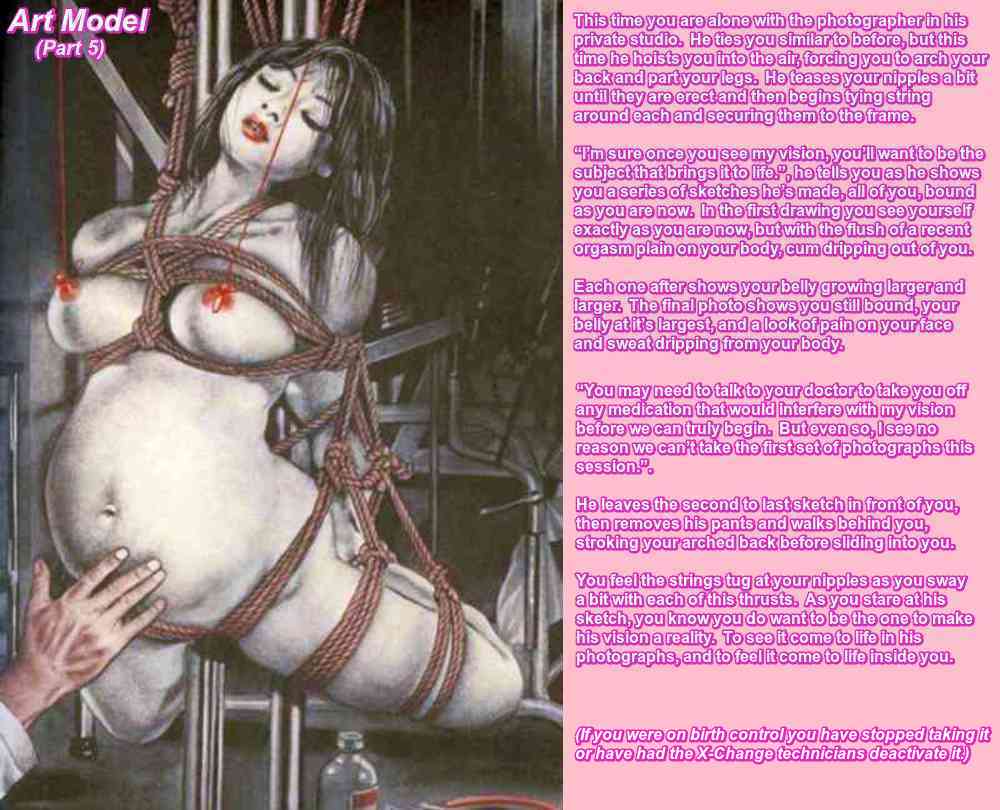 Art Model
(Part 5)
This time you are alone with the photographer in his
private studio. He ties you similar to before, but this
time he hoists you into the air, forcing you to arch your
back and part your legs. He teases your nipples a bit
until they are erect and then begins tying string
around each and securing them to the frame.
“I’m sure once you see my vision, you’ll want to be the
subject that brings it to life.”, he tells you as he shows
you a series of sketches he’s made, all of you, bound
as you are now. In the first drawing you see yourself
exactly as you are now, but with the flush of a recent
orgasm plain on your body, cum dripping out of you.
Each one after shows your belly growing larger and
larger. The final photo shows you still bound, your
belly at it’s largest, and a look of pain on your face
and sweat dripping from your body.
“You may need to talk to your doctor to take you off
any medication that would interfere with my vision
before we can truly begin. But even so, I see no
reason we can’t take the first set of photographs this
session.”.
He leaves the second to last sketch in front of you,
then removes his pants and walks behind you,
stroking your arched back before sliding into you.
You feel the strings tug at your nipples as you sway
a bit with each of this thrusts. As you stare at his
sketch, you know you do want to be the one to make
his vision a reality. To see it come to life in his
photographs, and to feel it come to life inside you.
(If you were on birth control you have stopped taking it
or have had the X-Change technicians deactivate it.)